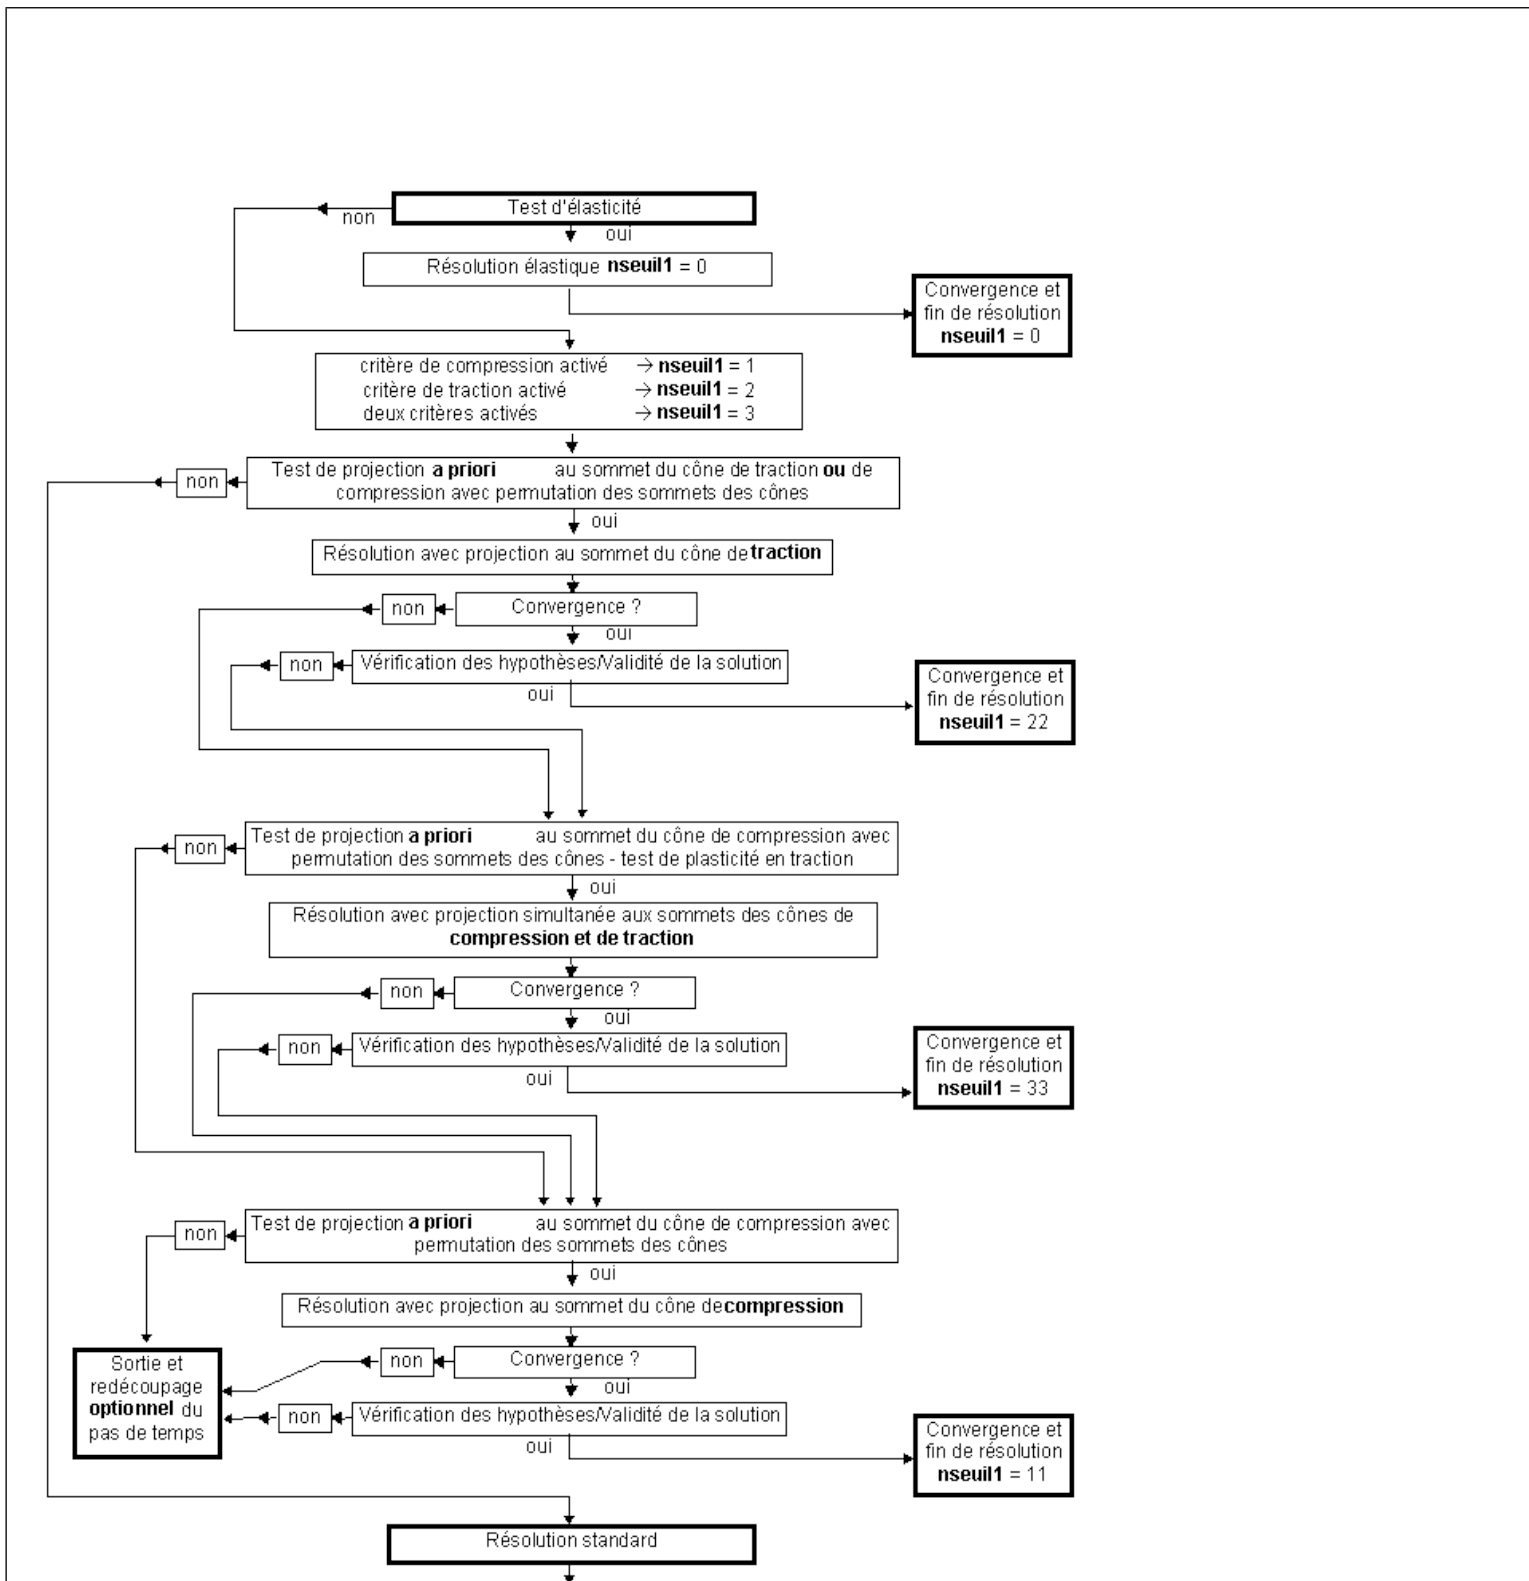 Test d'élasticité
non
oui
Résolution élastique nseuil1 = 0
Convergence et
fin de résolution
nseuil1 = 0
critère de compression activé → nseuil1 = 1
critère de traction activé → nseuil1 = 2
deux critères activés → nseuil1 = 3
Test de projection a priori au sommet du cône de traction ou de
compression avec permutation des sommets des cônes
non
oui
Résolution avec projection au sommet du cône de traction
Convergence ?
non
oui
Vérification des hypothèses/Validité de la solution
non
oui
Convergence et
fin de résolution
nseuil1 = 22
Test de projection a priori au sommet du cône de compression avec
permutation des sommets des cônes - test de plasticité en traction
non
oui
Résolution avec projection simultanée aux sommets des cônes de
compression et de traction
Convergence ?
non
oui
Vérification des hypothèses/Validité de la solution
non
oui
Convergence et
fin de résolution
nseuil1 = 33
Test de projection a priori au sommet du cône de compression avec
permutation des sommets des cônes
non
oui
Résolution avec projection au sommet du cône de compression
Convergence ?
non
oui
Sortie et
redécoupage
optionnel du
pas de temps
Vérification des hypothèses/Validité de la solution
non
oui
Convergence et
fin de résolution
nseuil1 = 11
Résolution standard